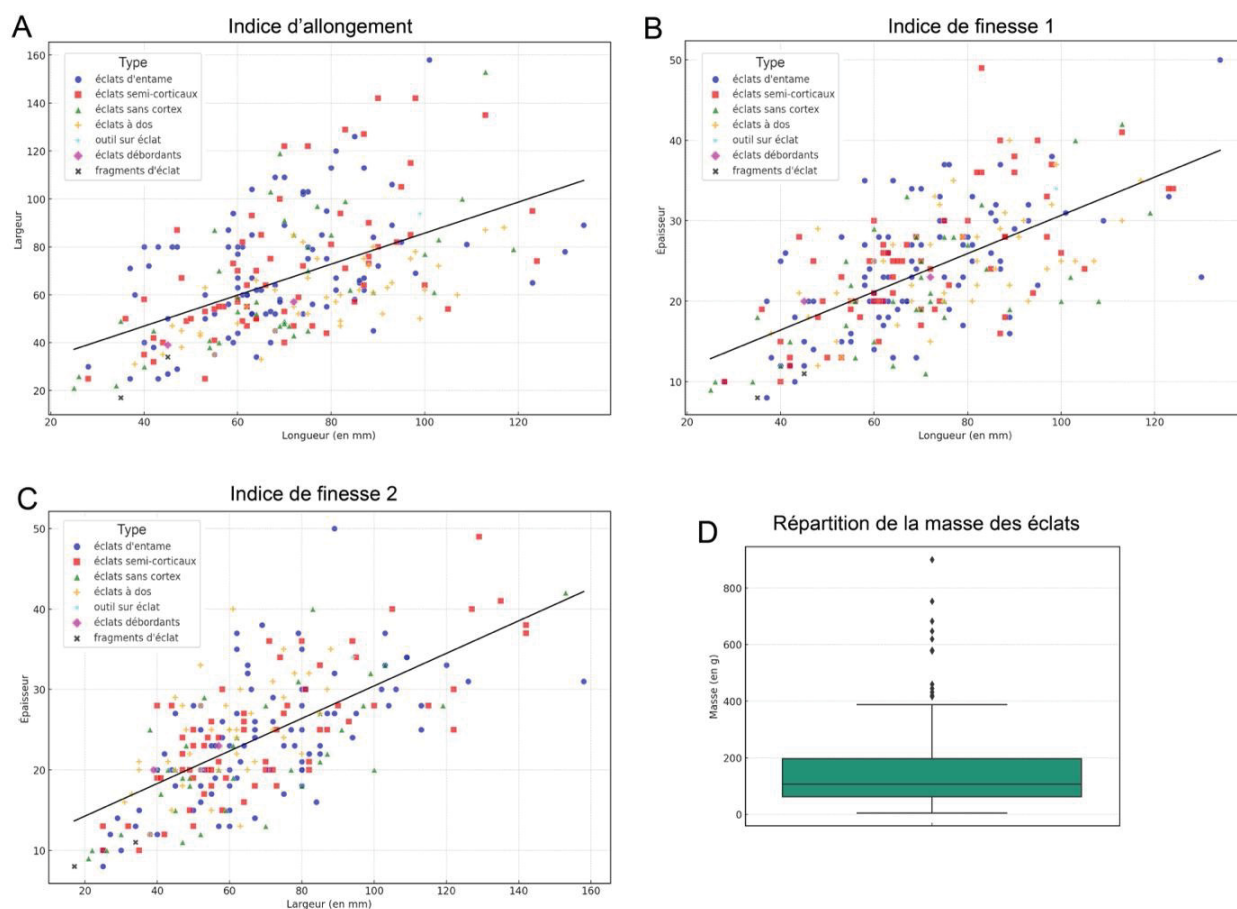 A
Indice d’allongement
Largeur
160
140
120
100
80
60
40
20
Type
éclats d'entame
éclats semi-corticaux
éclats sans cortex
éclats à dos
outil sur éclat
éclats débordants
fragments d'éclat
20 40 60 80 100 120
Longueur (en mm)
B
Indice de finesse 1
Épaisseur
50
40
30
20
10
Type
éclats d'entame
éclats semi-corticaux
éclats sans cortex
éclats à dos
outil sur éclat
éclats débordants
fragments d'éclat
20 40 60 80 100 120
Longueur (en mm)
C
Indice de finesse 2
Épaisseur
50
40
30
20
10
Type
éclats d'entame
éclats semi-corticaux
éclats sans cortex
éclats à dos
outil sur éclat
éclats débordants
fragments d'éclat
20 40 60 80 100 120 140 160
Largeur (en mm)
D
Répartition de la masse des éclats
Masse (en g)
800
600
400
200
0